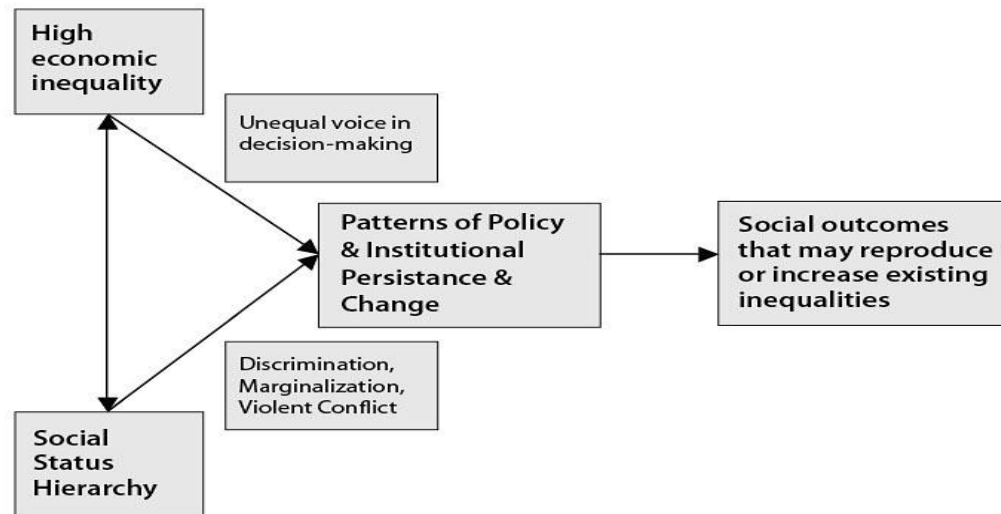 High
economic
inequality
Unequal voice in
decision-making
Patterns of Policy
& Institutional
Persistance &
Change
Social outcomes
that may reproduce
or increase existing
inequalities
Discrimination,
Marginalization,
Violent Conflict
Social
Status
Hierarchy